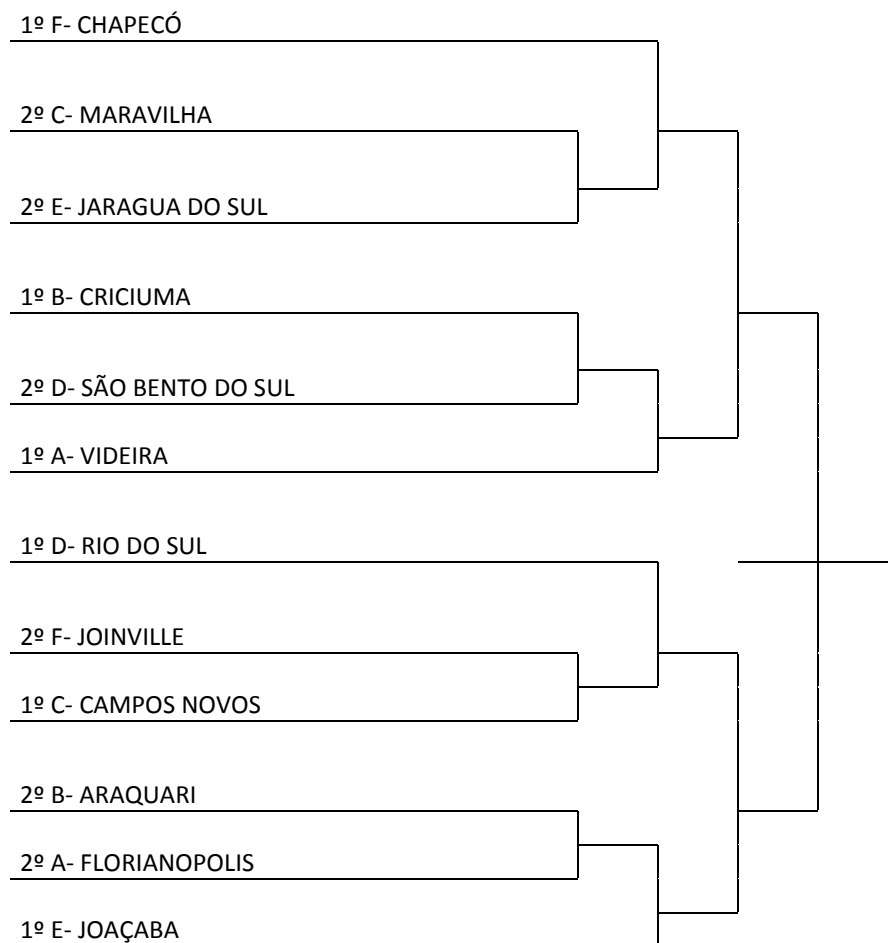 1º F- CHAPECÓ
2º C- MARAVILHA
2º E- JARAGUA DO SUL
1º B- CRICIUMA
2º D- SÃO BENTO DO SUL
1º A- VIDEIRA
1º D- RIO DO SUL
2º F- JOINVILLE
1º C- CAMPOS NOVOS
2º B- ARAQUARI
2º A- FLORIANOPOLIS
1º E- JOAÇABA